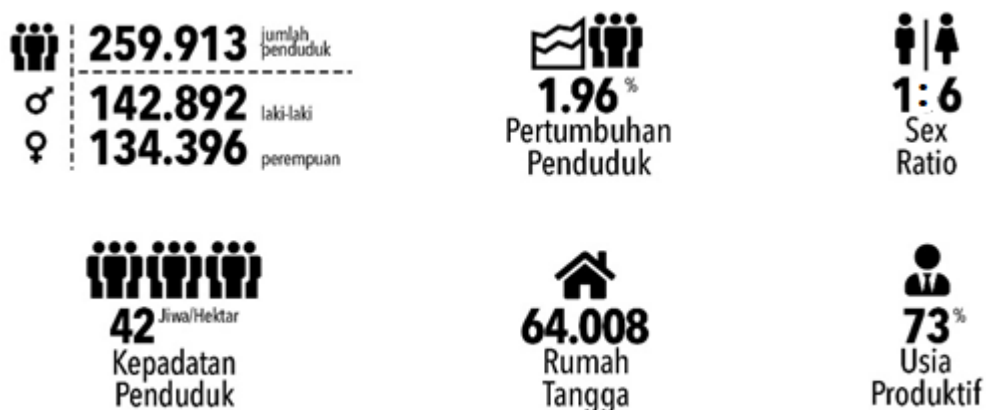 259.913 jumlah penduduk
142.892 laki-laki
134.396 perempuan
1.96 %
Pertumbuhan
Penduduk
1:6
Sex
Ratio
42 Jiwa/Hektar
Kepadatan
Penduduk
64.008
Rumah
Tangga
73 %
Usia
Produktif